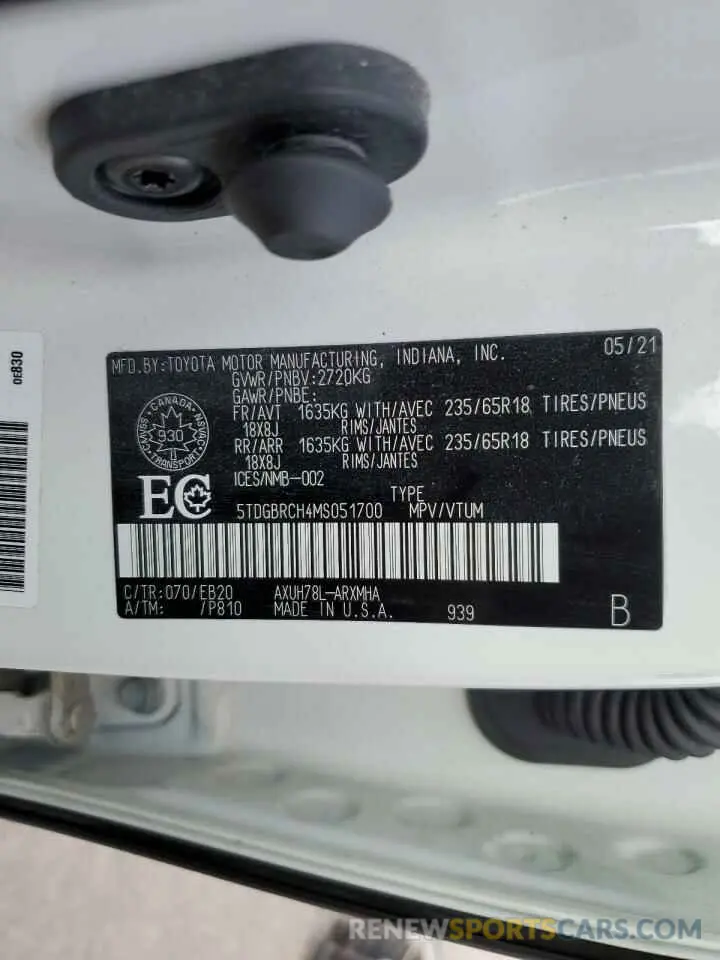 0E830
MFD.BY:TOYOTA MOTOR MANUFACTURING, INDIANA, INC. 05/21
GVWR/PNBV:2720KG
GAWR/PNBE:
FR/AVT 1635KG WITH/AVEC 235/65R18 TIRES/PNEUS
18X8J RIMS/JANTES
RR/ARR 1635KG WITH/AVEC 235/65R18 TIRES/PNEUS
18X8J RIMS/JANTES
ICES/NMB-002
CANADA
930
TRANSPORT
EC
TYPE
5TDGBRCH4MS051700 MPV/VTUM
C/TR:070/EB20 AXUH78L-ARXMHA
A/TM: /P810 MADE IN U.S.A. 939 B
RENEWSPORTSCARS.COM